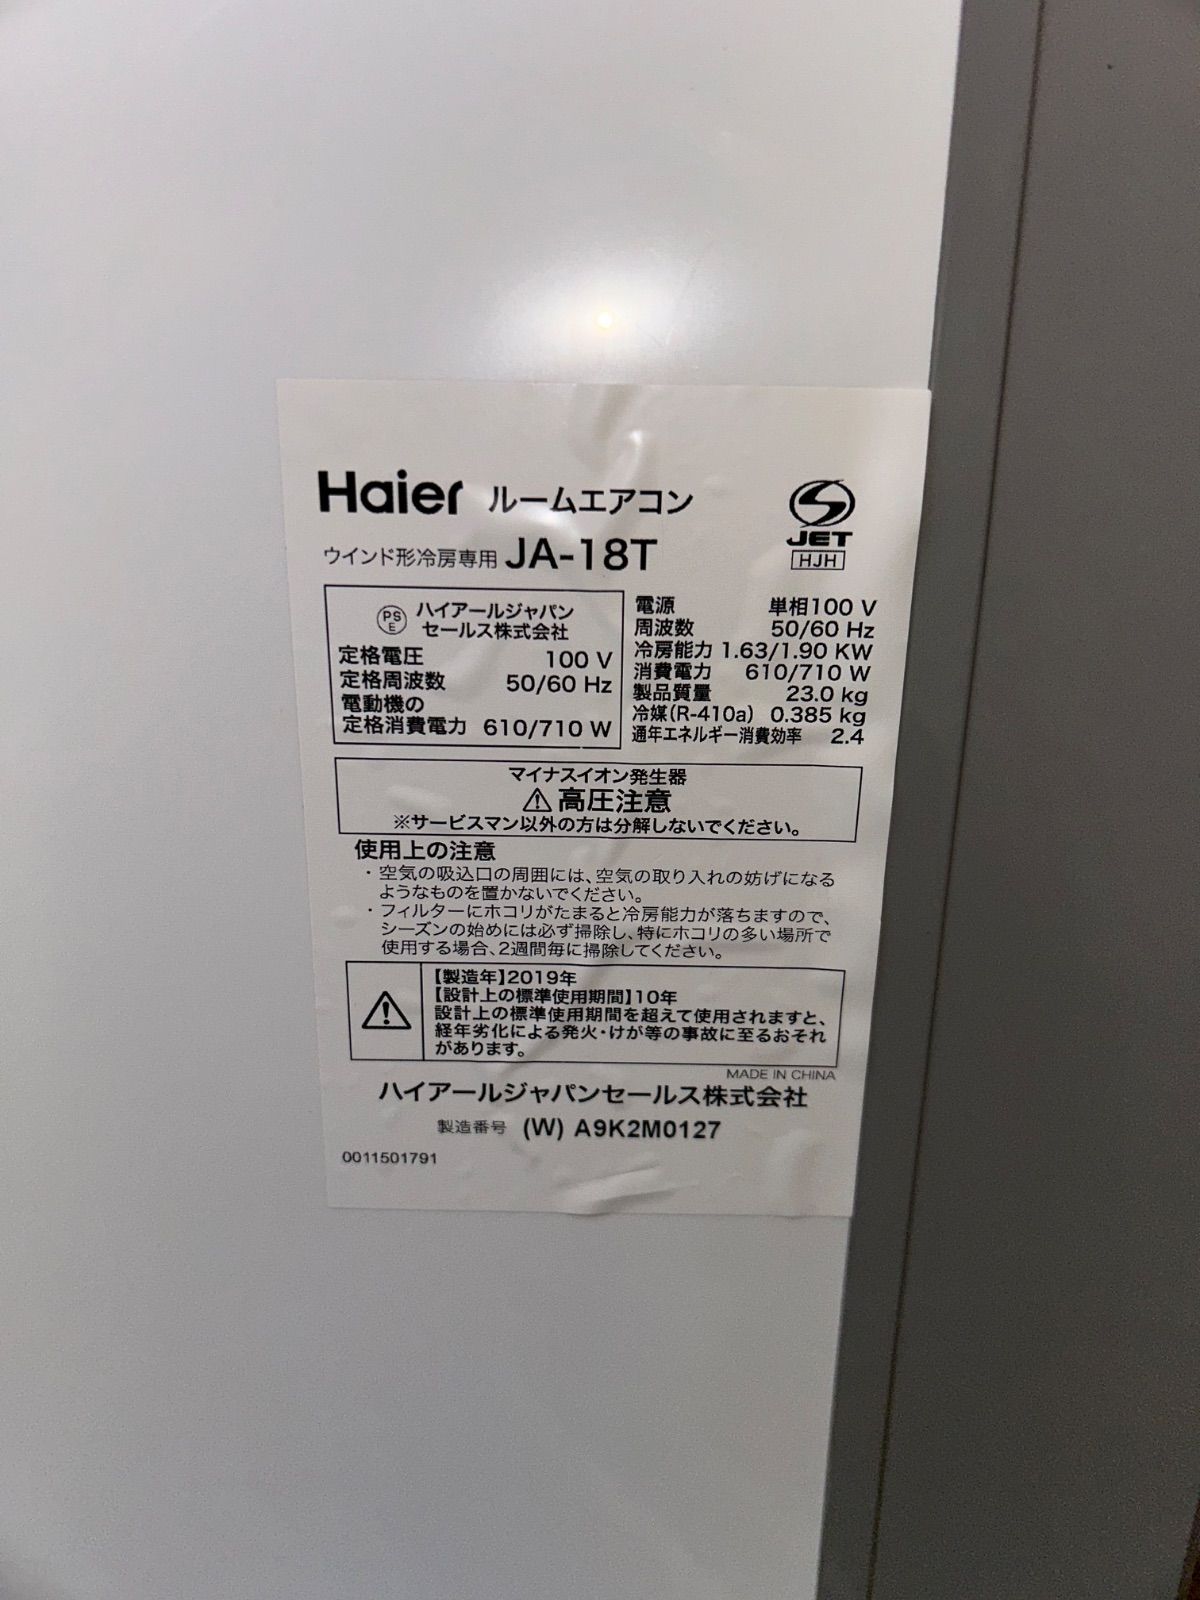 Haier ルームエアコン
JET
HJH
ウインド形冷房専用 JA-18T
PS
E
ハイアールジャパン
セールス株式会社
定格電圧 100 V
定格周波数 50/60 Hz
電動機の
定格消費電力 610/710 W
電源 単相100 V
周波数 50/60 Hz
冷房能力 1.63/1.90 KW
消費電力 610/710 W
製品質量 23.0 kg
冷媒(R-410a) 0.385 kg
通年エネルギー消費効率 2.4
マイナスイオン発生器
⚠高圧注意
※サービスマン以外の方は分解しないでください。
使用上の注意
・空気の吸込口の周囲には、空気の取り入れの妨げになる
ようなものを置かないでください。
・フィルターにホコリがたまると冷房能力が落ちますので、
シーズンの始めには必ず掃除し、特にホコリの多い場所で
使用する場合、2週間毎に掃除してください。
【製造年】2019年
【設計上の標準使用期間】10年
設計上の標準使用期間を超えて使用されますと、
経年劣化による発火・けが等の事故に至るおそれ
があります。
MADE IN CHINA
ハイアールジャパンセールス株式会社
製造番号 (W) A9K2M0127
0011501791